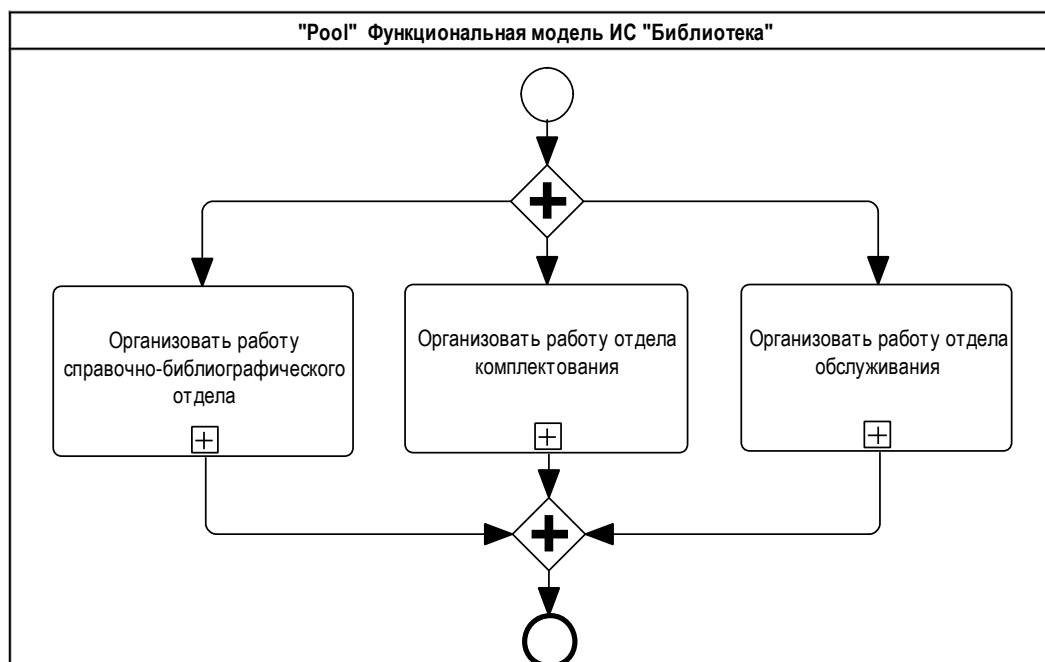 "Pool" Функциональная модель ИС "Библиотека"
Организовать работу
справочно-библиографического
отдела
Организовать работу отдела
комплектования
Организовать работу отдела
обслуживания